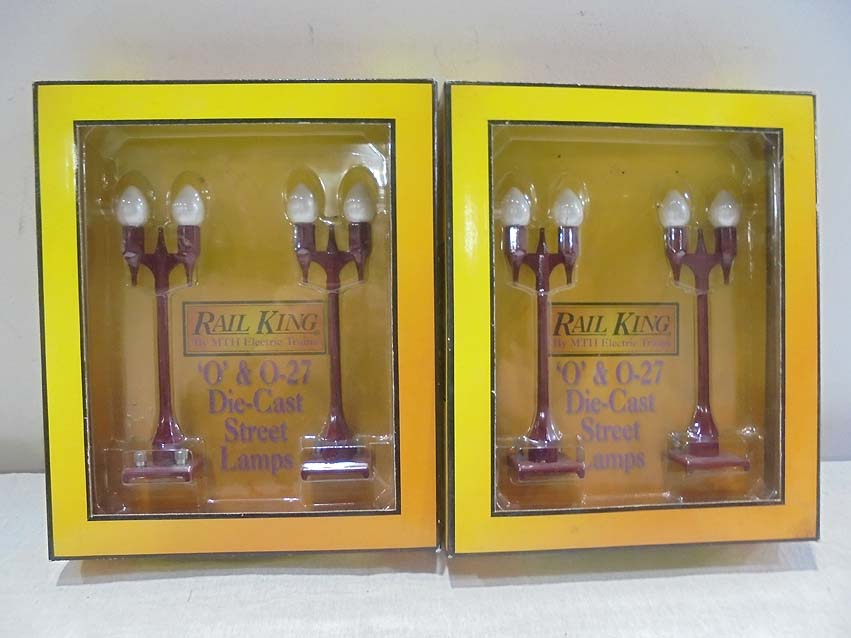 RAIL KING®
By MTH Electric Trains
'O' & O-27
Die-Cast
Street
Lamps
RAIL KING
By MTH Electric Trains
'O' & O-27
Die-Cast
Street
Lamps